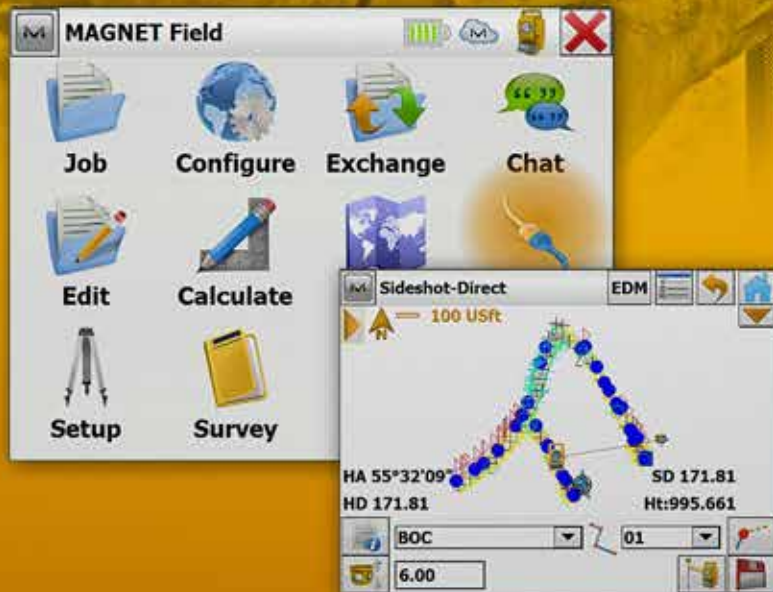 MAGNET Field
Job Configure Exchange Chat
Edit Calculate
Setup Survey
Sideshot-Direct EDM
100 USft
HA 55°32'09" SD 171.81
HD 171.81 Ht:995.661
BOC 01
6.00